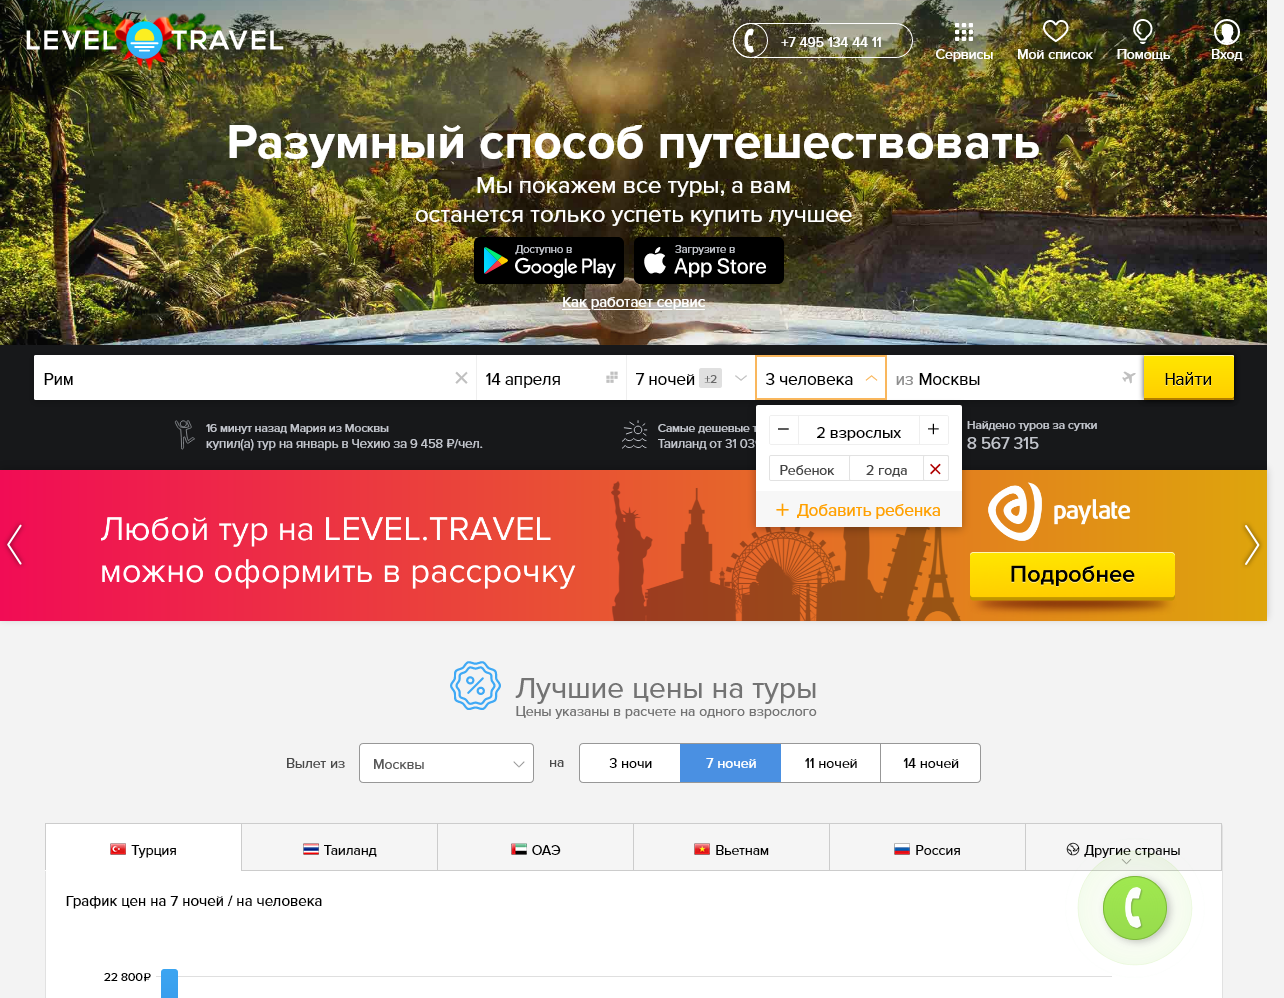 LEVEL TRAVEL
+7 495 134 44 11
Сервисы
Мой список
Помощь
Вход
Разумный способ путешествовать
Мы покажем все туры, а вам
останется только успеть купить лучшее
Доступно в
Google Play
Загрузите в
App Store
Как работает сервис
Рим
14 апреля
7 ночей ±2
3 человека
из Москвы
Найти
16 минут назад Мария из Москвы
купил(а) тур на январь в Чехию за 9 458 ₽/чел.
Самые дешевые
Таиланд от 31
Найдено туров за сутки
8 567 315
2 взрослых
Ребенок
2 года
Добавить ребенка
Любой тур на LEVEL.TRAVEL
можно оформить в рассрочку
paylate
Подробнее
Лучшие цены на туры
Цены указаны в расчете на одного взрослого
Вылет из
Москвы
на
3 ночи
7 ночей
11 ночей
14 ночей
Турция
Таиланд
ОАЭ
Вьетнам
Россия
Другие страны
График цен на 7 ночей / на человека
22 800₽